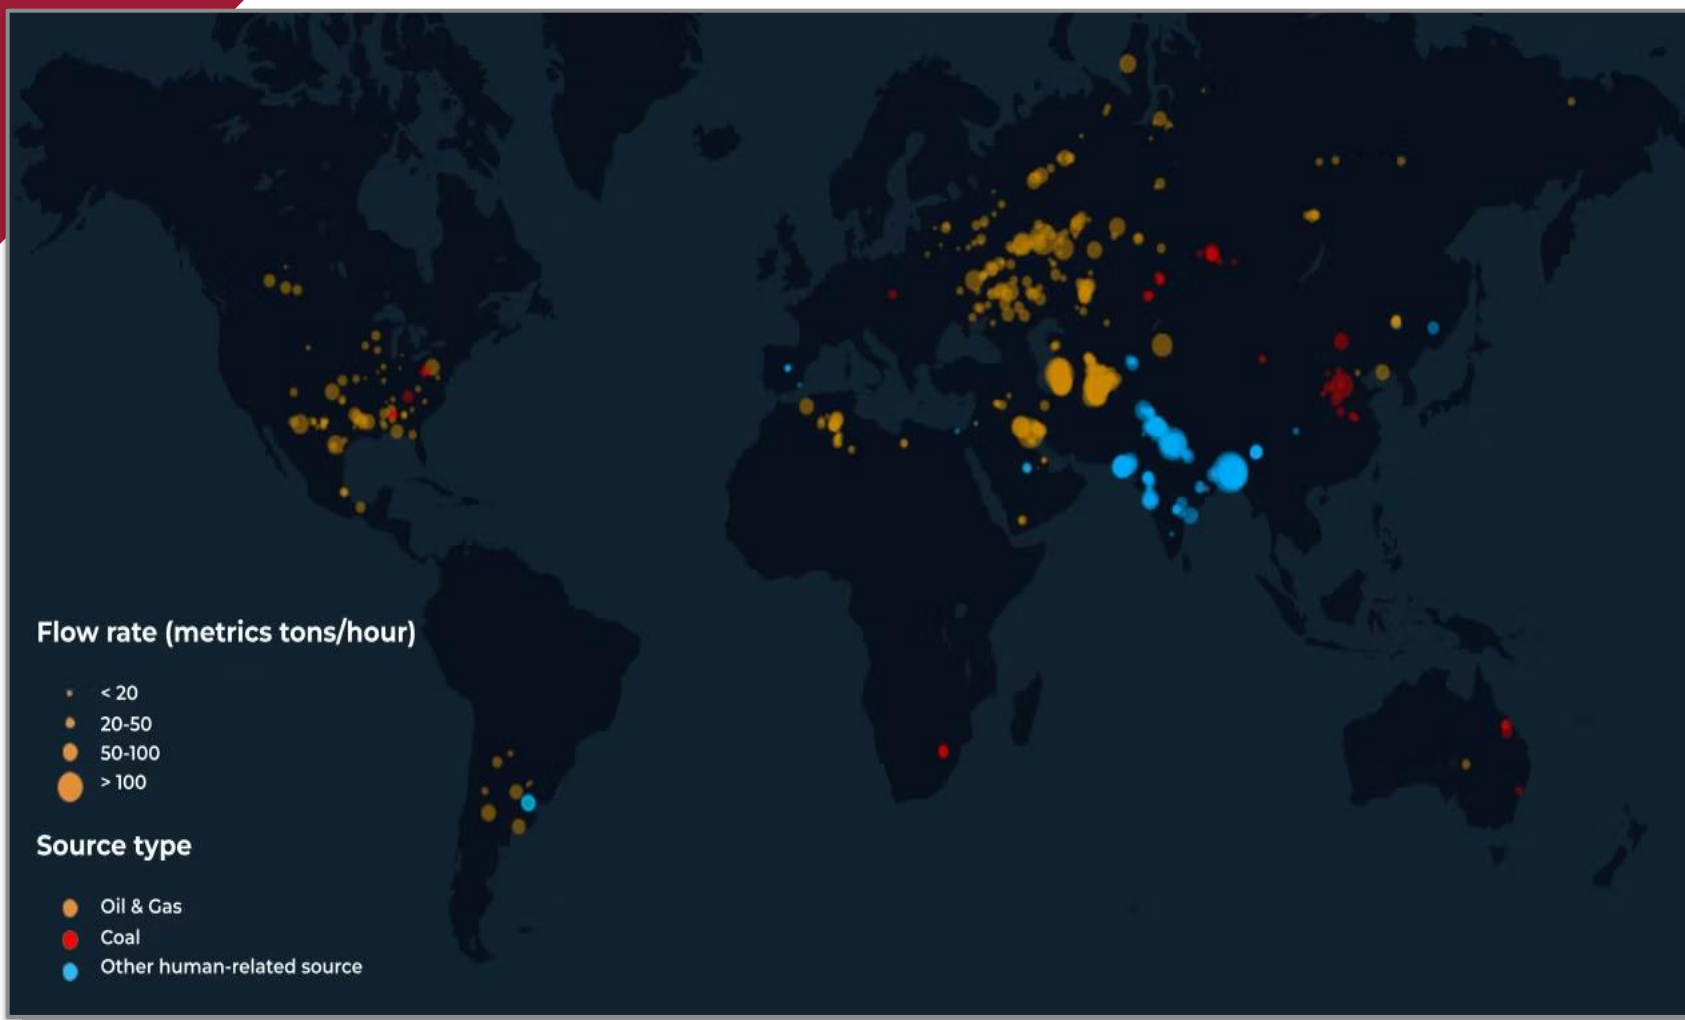 Flow rate (metrics tons/hour)
< 20
20-50
50-100
> 100
Source type
Oil & Gas
Coal
Other human-related source